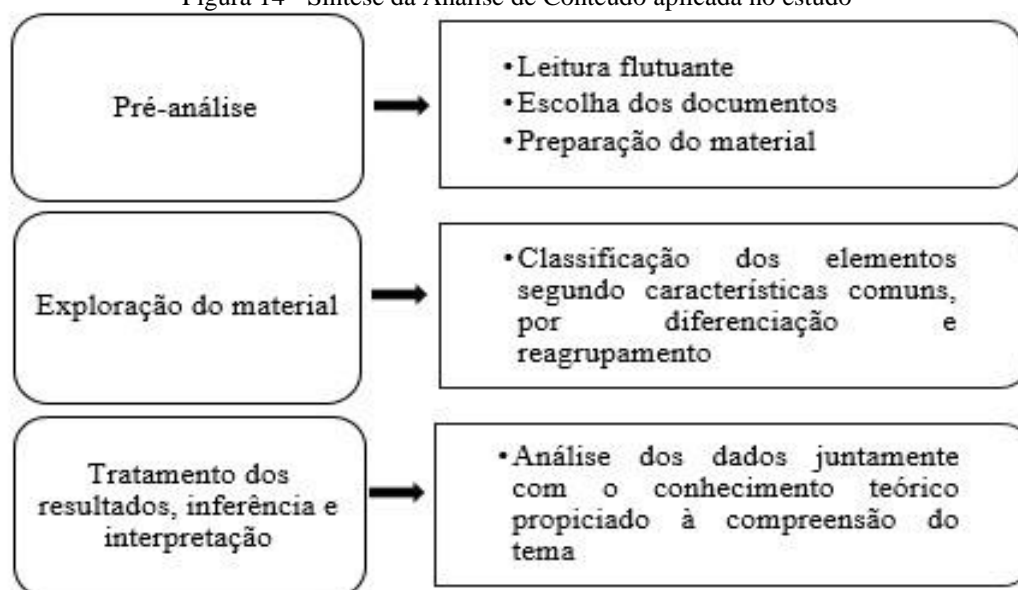 Figura 14 - Síntese da Análise de Conteúdo aplicada no estudo
Pré-análise
•Leitura flutuante
•Escolha dos documentos
•Preparação do material
Exploração do material
•Classificação dos elementos
segundo características comuns,
por diferenciação e
reagrupamento
Tratamento dos
resultados, inferência e
interpretação
•Análise dos dados juntamente
com o conhecimento teórico
propiciado à compreensão do
tema